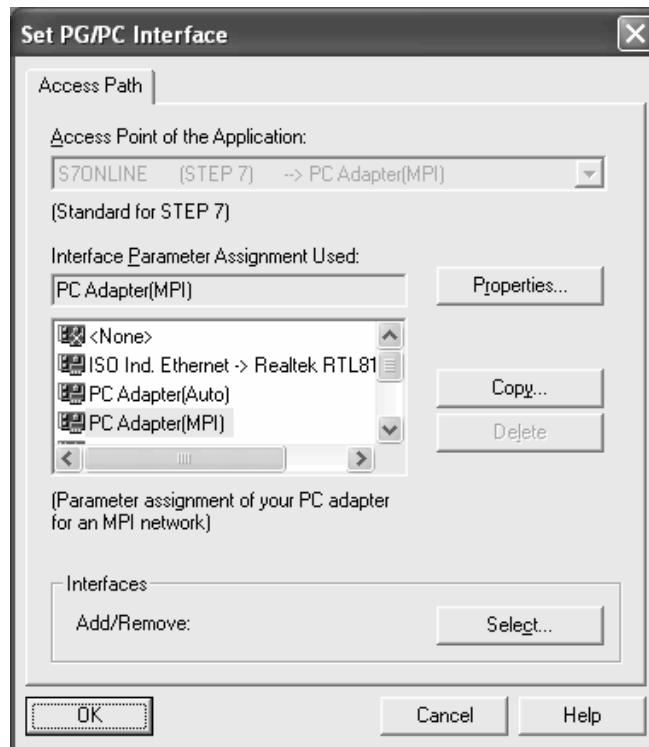 Set PG/PC Interface
Access Path
Access Point of the Application:
S7ONLINE (STEP 7) --> PC Adapter(MPI)
(Standard for STEP 7)
Interface Parameter Assignment Used:
PC Adapter(MPI)
Properties...
<None>
ISO Ind. Ethernet -> Realtek RTL81
PC Adapter(Auto)
PC Adapter(MPI)
Copy...
Delete
(Parameter assignment of your PC adapter
for an MPI network)
Interfaces
Add/Remove:
Select...
OK
Cancel
Help